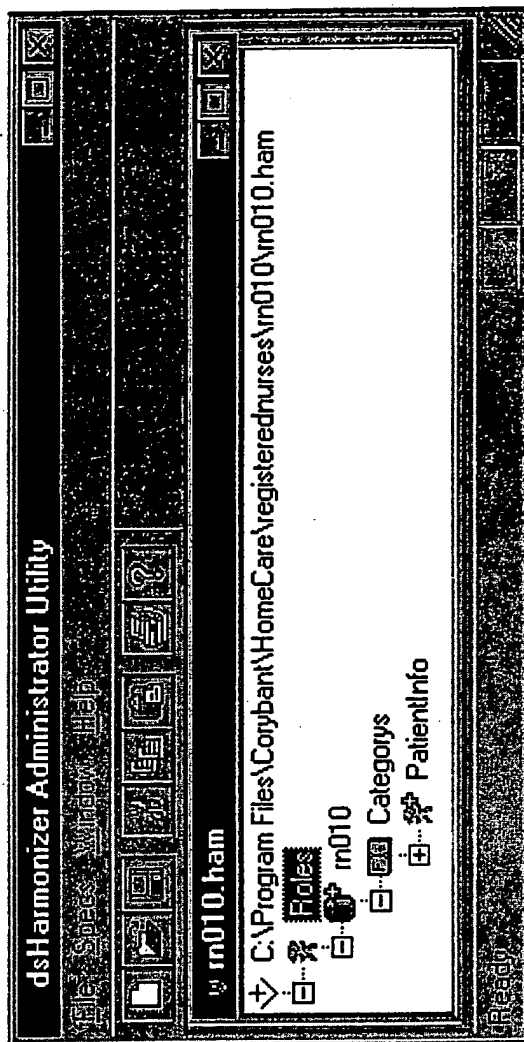 dsHarmonizer Administrator Utility
File Specs Windows Help
rn010.ham
C:\Program Files\Corybant\HomeCare\registerednurses\rn010\rn010.ham
Roles
rn010
Categorys
PatientInfo
Ready